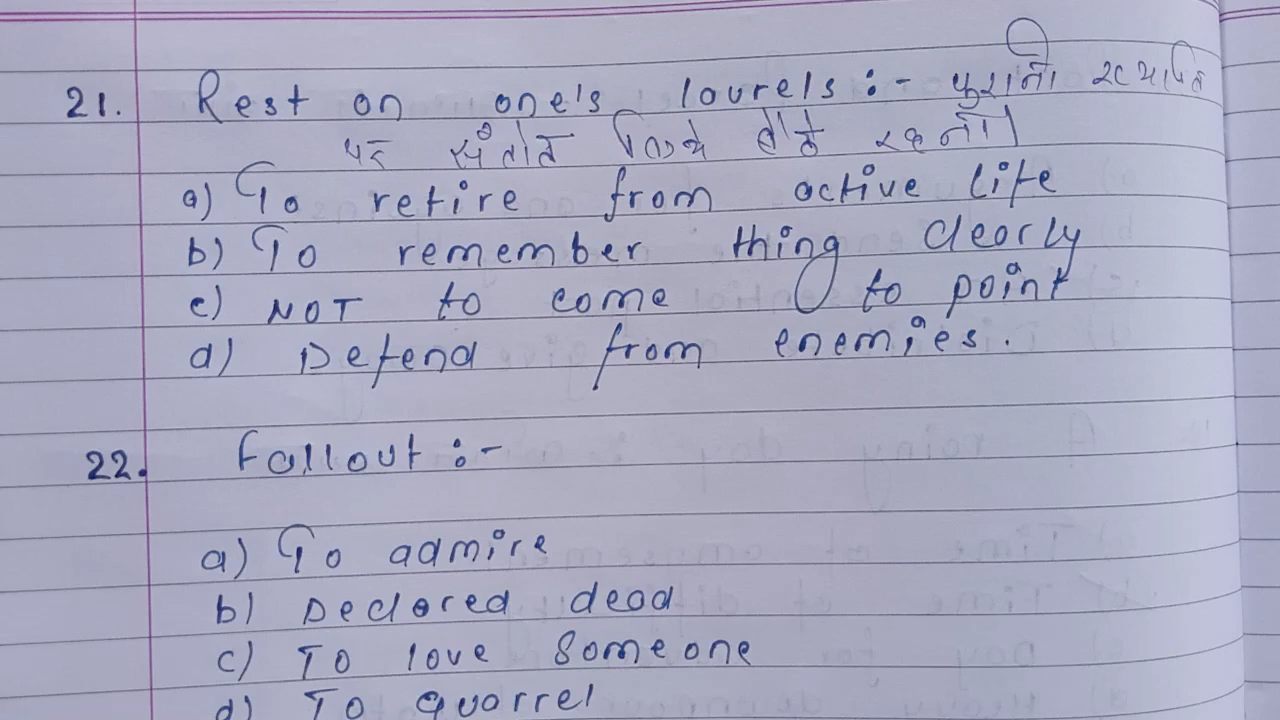 21. Rest on one's lourels :- पुरानी ख्याति
पर संतोष किये बैठे रहना।
a) To retire from active life
b) To remember thing clearly
c) NOT to come to point
d) Defend from enemies.
22. Fallout :-
a) To admire
b) Declared dead
c) TO love Someone
d) TO quarrel